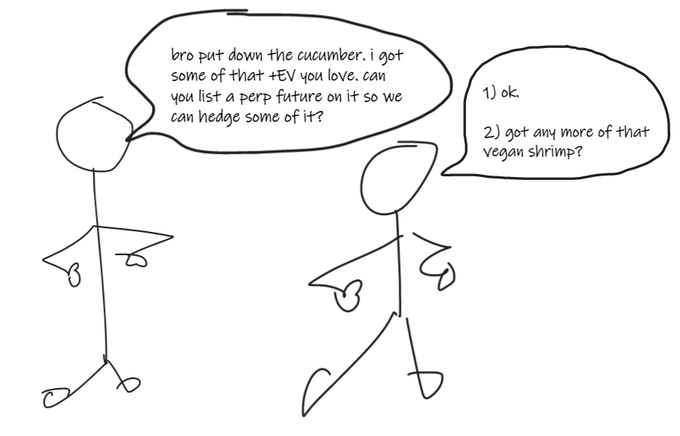 bro put down the cucumber. i got
some of that +EV you love. can
you list a perp future on it so we
can hedge some of it?
1) ok.
2) got any more of that
vegan shrimp?